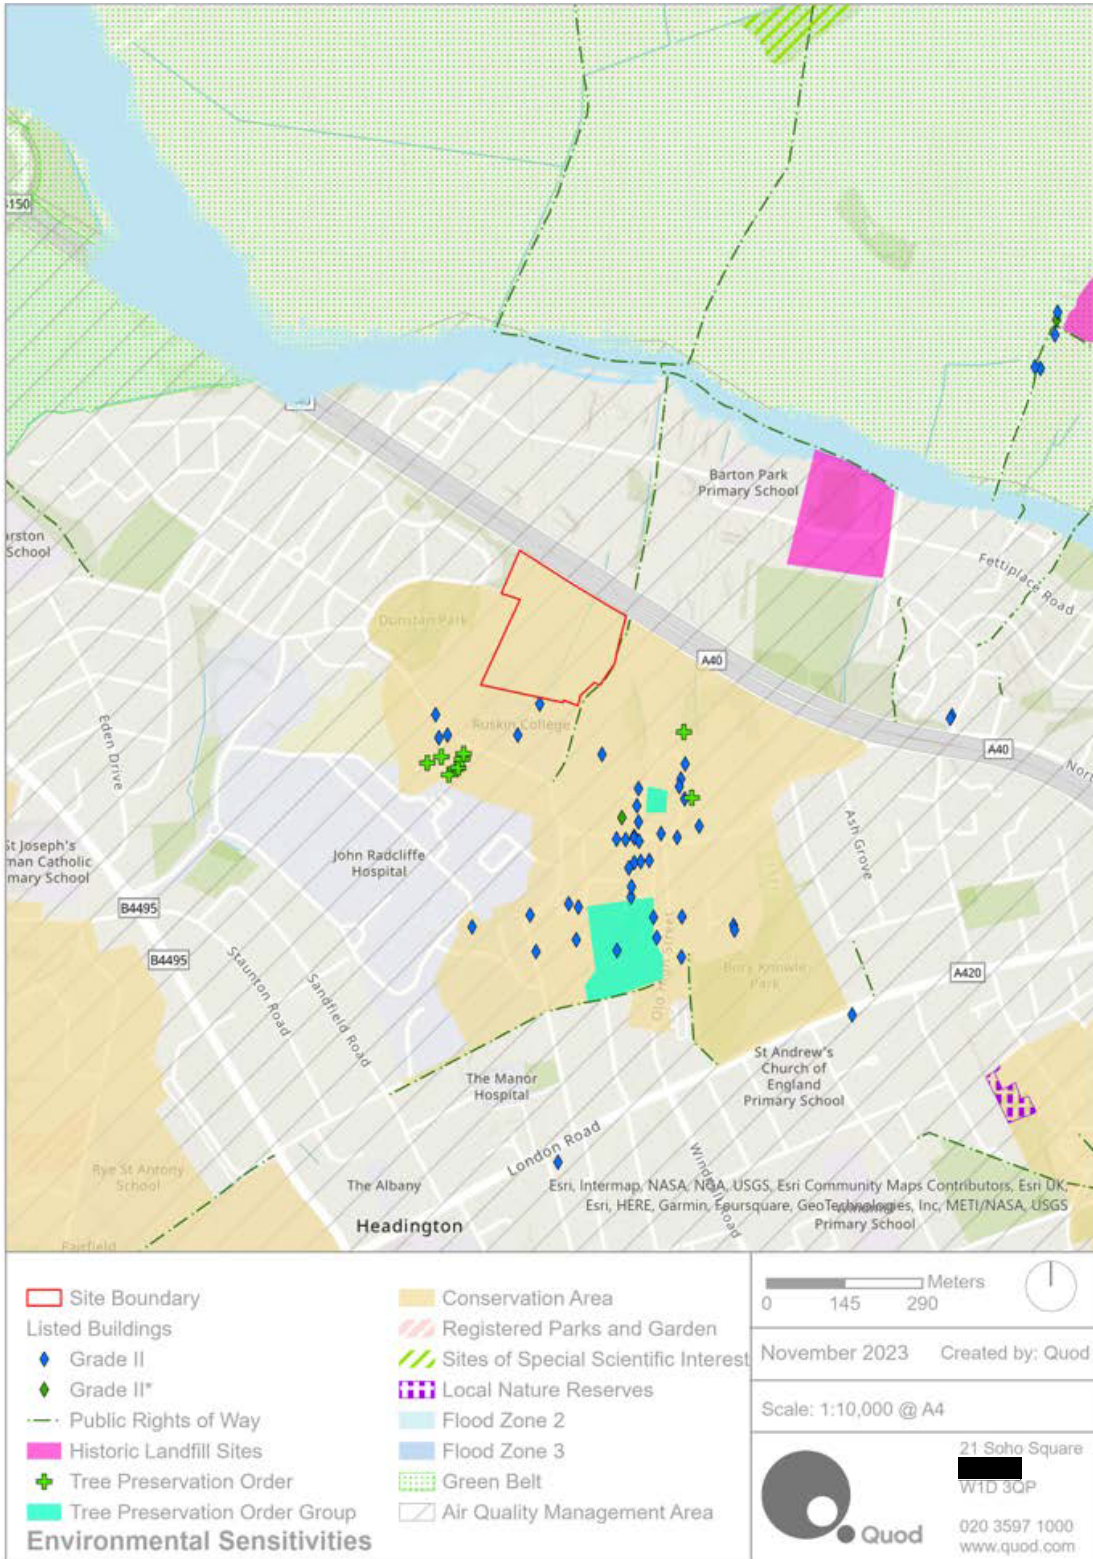 B150
Barton Park
Primary School
Fettiplace Road
arston
School
Dunstan Park
A40
Ruskin College
Eden Drive
A40
North
St Joseph's
man Catholic
mary School
John Radcliffe
Hospital
Ash Grove
B4495
B4495
Staunton Road
Sandfield Road
Old High Street
Bury Knowle
Park
A420
The Manor
Hospital
St Andrew's
Church of
England
Primary School
London Road
Windmill Road
Rye St Antony
School
The Albany
Esri, Intermap, NASA, NGA, USGS, Esri Community Maps Contributors, Esri UK,
Esri, HERE, Garmin, Foursquare, GeoTechnologies, Inc, METI/NASA, USGS
Primary School
Headington
Fairfield
Site Boundary
Listed Buildings
Grade II
Grade II*
Public Rights of Way
Historic Landfill Sites
Tree Preservation Order
Tree Preservation Order Group
Environmental Sensitivities
Conservation Area
Registered Parks and Garden
Sites of Special Scientific Interest
Local Nature Reserves
Flood Zone 2
Flood Zone 3
Green Belt
Air Quality Management Area
Meters
0 145 290
November 2023 Created by: Quod
Scale: 1:10,000 @ A4
Quod
21 Soho Square
W1D 3QP
020 3597 1000
www.quod.com